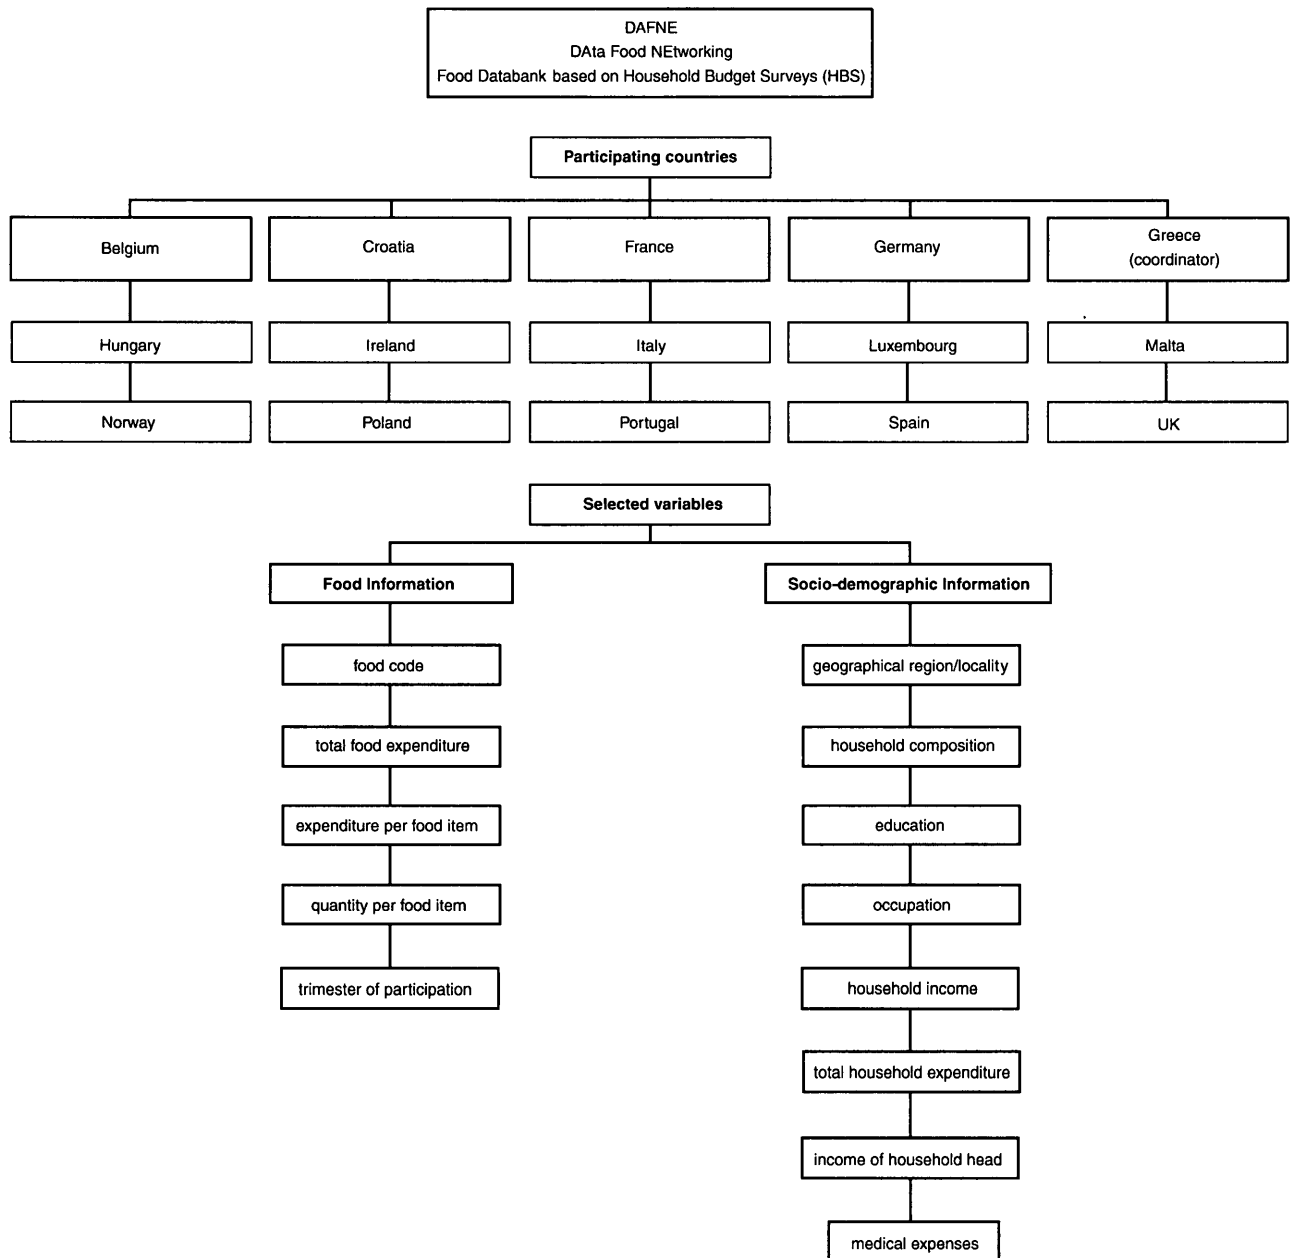 DAFNE
DAta Food NEtworking
Food Databank based on Household Budget Surveys (HBS)
Participating countries
Belgium
Croatia
France
Germany
Greece
(coordinator)
Hungary
Ireland
Italy
Luxembourg
Malta
Norway
Poland
Portugal
Spain
UK
Selected variables
Food Information
Socio-demographic Information
food code
geographical region/locality
total food expenditure
household composition
expenditure per food item
education
quantity per food item
occupation
trimester of participation
household income
total household expenditure
income of household head
medical expenses